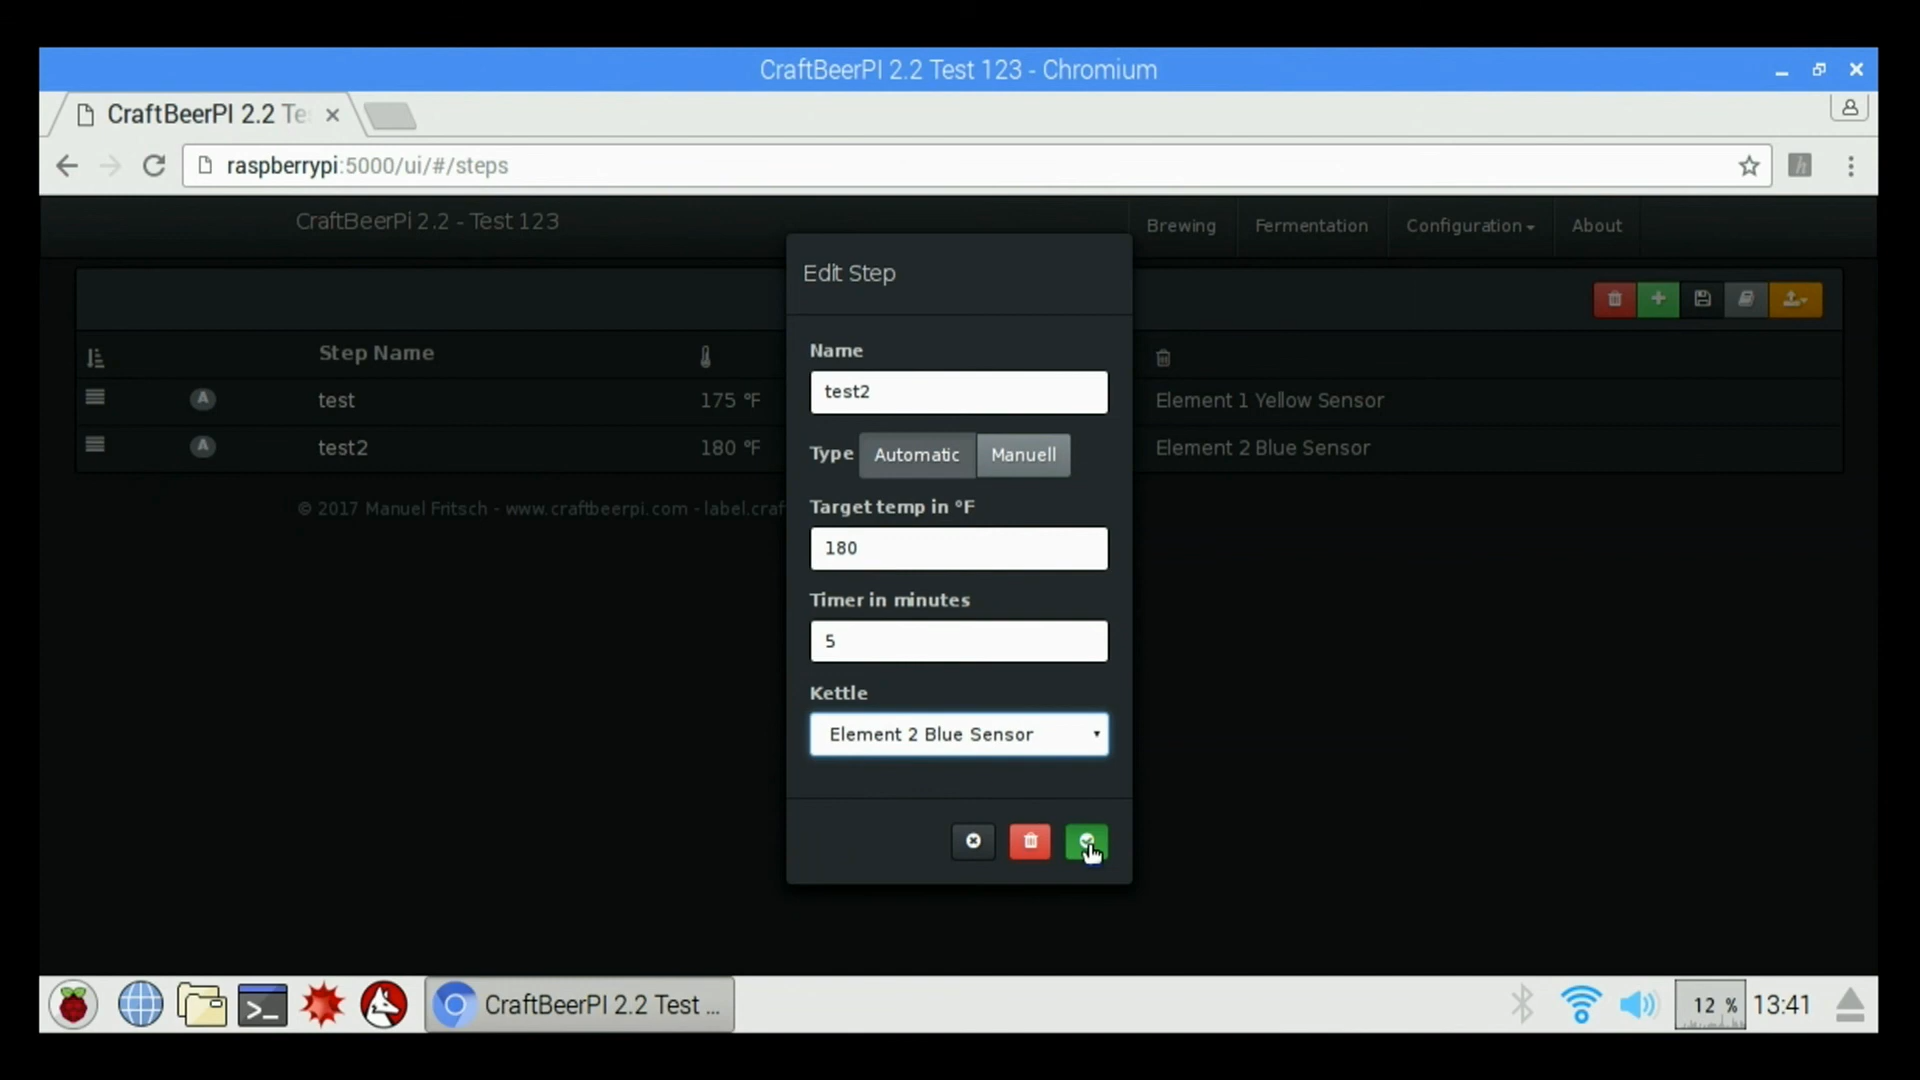 CraftBeerPI 2.2 Test 123 - Chromium
CraftBeerPI 2.2 Te
raspberrypi:5000/ui/#/steps
CraftBeerPi 2.2 - Test 123
Brewing
Fermentation
Configuration
About
Edit Step
Step Name
test
175 °F
Element 1 Yellow Sensor
test2
180 °F
Element 2 Blue Sensor
© 2017 Manuel Fritsch - www.craftbeerpi.com - label.craf
Name
test2
Type Automatic Manuell
Target temp in °F
180
Timer in minutes
5
Kettle
Element 2 Blue Sensor
CraftBeerPI 2.2 Test ...
12 %
13:41